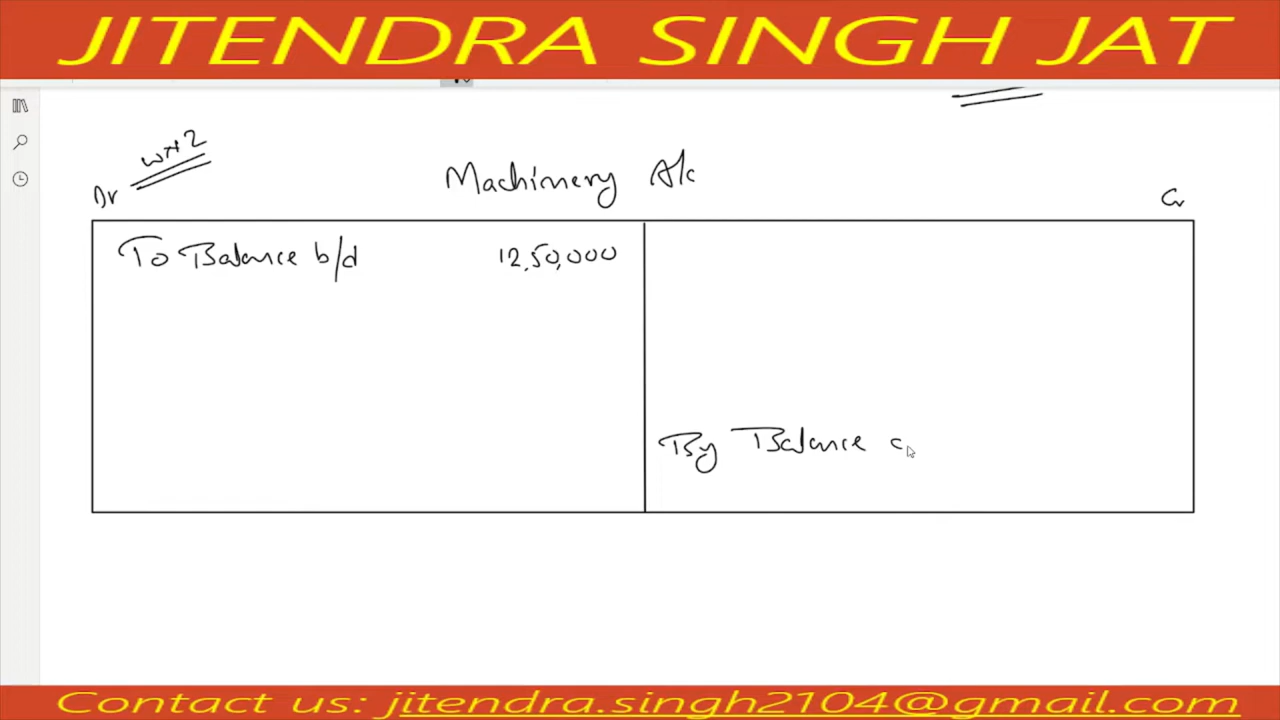 JITENDRA SINGH JAT
WN 2
Machinery A/c
Dr
Cr
To Balance b/d 12,50,000
By Balance c
Contact us: jitendra.singh2104@gmail.com